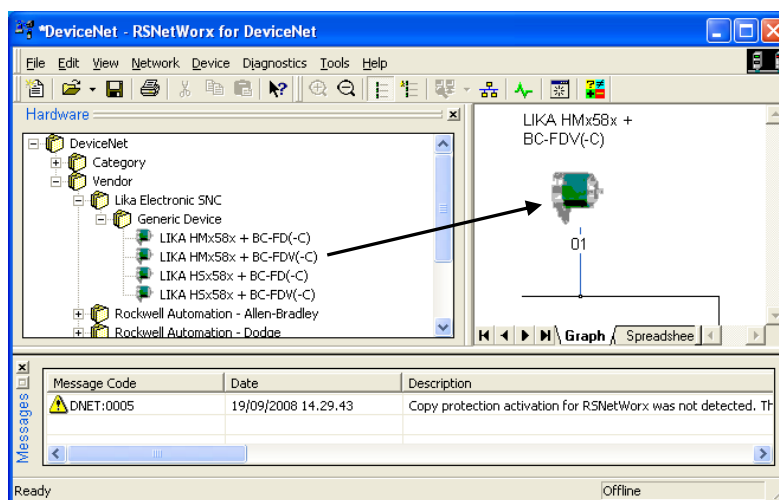 *DeviceNet - RSNetWorx for DeviceNet
File Edit View Network Device Diagnostics Tools Help
Hardware
DeviceNet
Category
Vendor
Lika Electronic SNC
Generic Device
LIKA HMx58x + BC-FD(-C)
LIKA HMx58x + BC-FDV(-C)
LIKA HSx58x + BC-FD(-C)
LIKA HSx58x + BC-FDV(-C)
Rockwell Automation - Allen-Bradley
Rockwell Automation - Dodge
LIKA HMx58x +
BC-FDV(-C)
01
Graph Spreadshee
Messages
Message Code Date Description
DNET:0005 19/09/2008 14.29.43 Copy protection activation for RSNetWorx was not detected. Th
Ready Offline